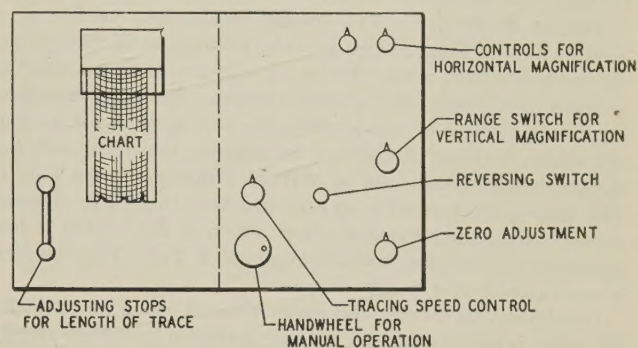 CONTROLS FOR
HORIZONTAL MAGNIFICATION
RANGE SWITCH FOR
VERTICAL MAGNIFICATION
CHART
REVERSING SWITCH
ZERO ADJUSTMENT
ADJUSTING STOPS
FOR LENGTH OF TRACE
TRACING SPEED CONTROL
HANDWHEEL FOR
MANUAL OPERATION